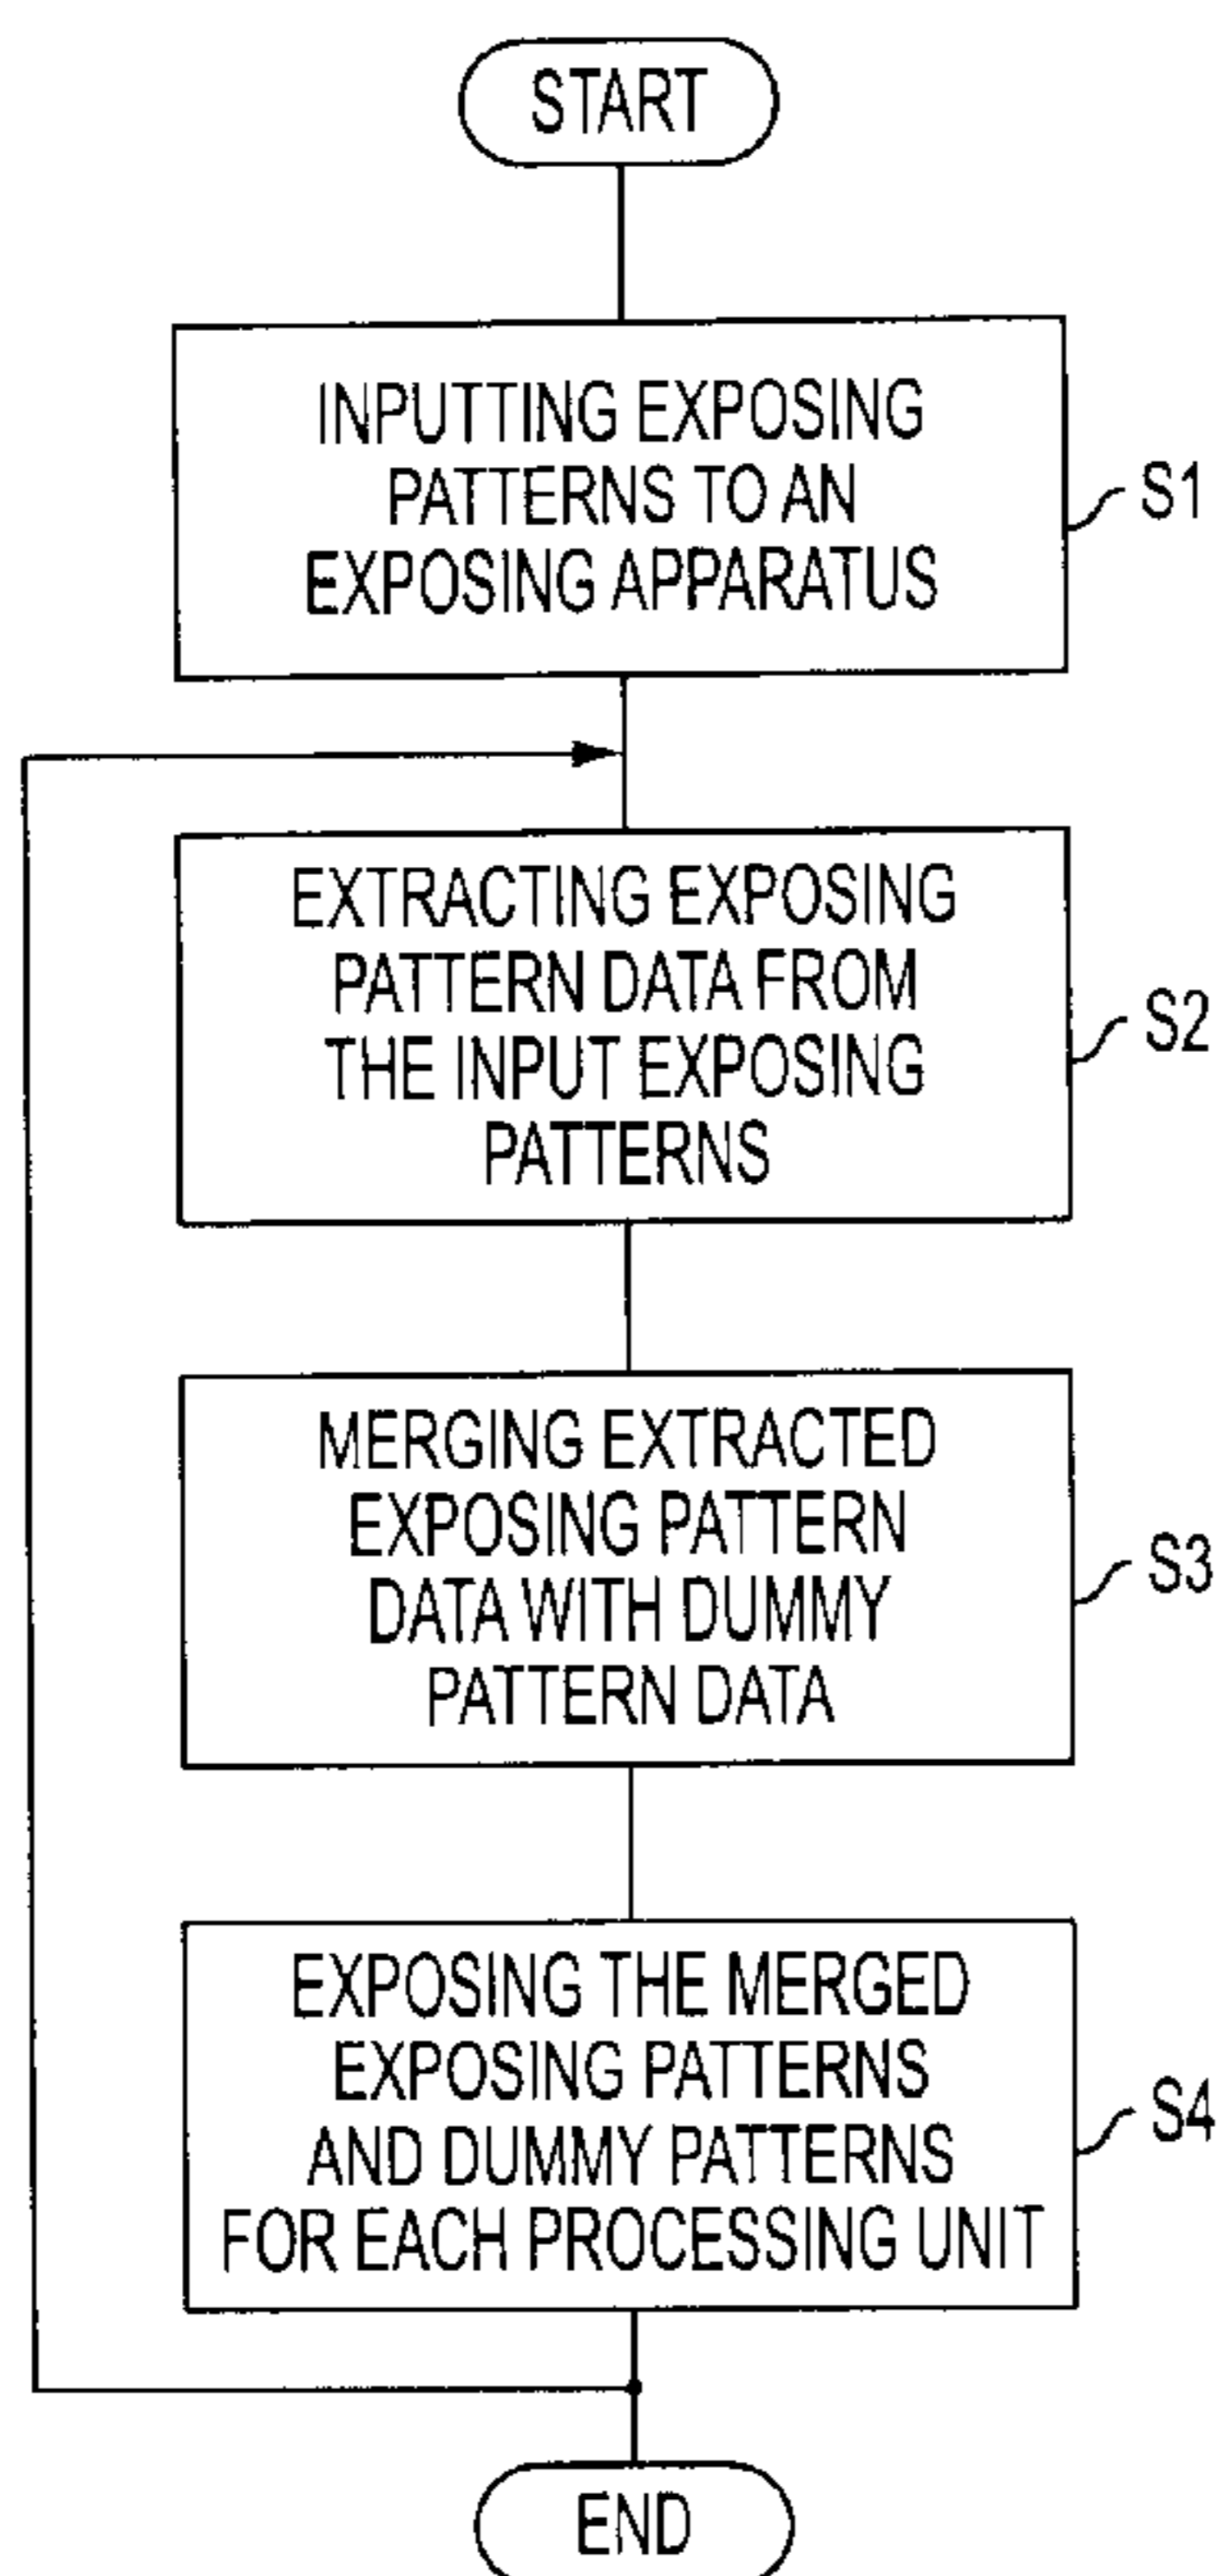 START
INPUTTING EXPOSING
PATTERNS TO AN
EXPOSING APPARATUS
S1
EXTRACTING EXPOSING
PATTERN DATA FROM
THE INPUT EXPOSING
PATTERNS
S2
MERGING EXTRACTED
EXPOSING PATTERN
DATA WITH DUMMY
PATTERN DATA
S3
EXPOSING THE MERGED
EXPOSING PATTERNS
AND DUMMY PATTERNS
FOR EACH PROCESSING UNIT
S4
END